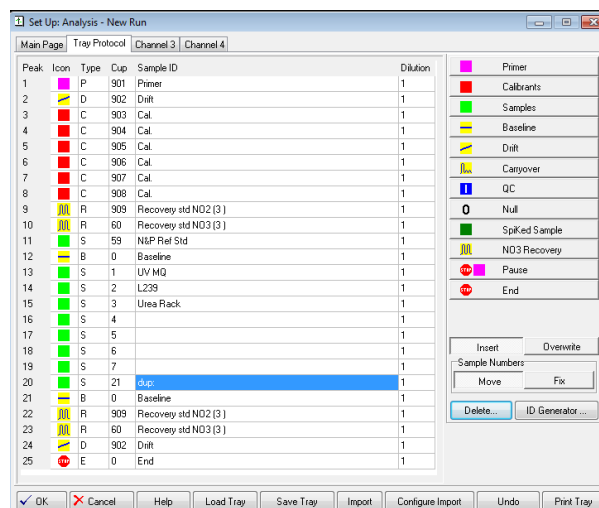 Set Up: Analysis - New Run
Main Page Tray Protocol Channel 3 Channel 4
Peak Icon Type Cup Sample ID Dilution
1 P 901 Primer 1
2 D 902 Drift 1
3 C 903 Cal. 1
4 C 904 Cal. 1
5 C 905 Cal. 1
6 C 906 Cal. 1
7 C 907 Cal. 1
8 C 908 Cal. 1
9 R 909 Recovery std NO2 (3 ) 1
10 R 60 Recovery std NO3 (3 ) 1
11 S 59 N&P Ref Std 1
12 B 0 Baseline 1
13 S 1 UV MQ 1
14 S 2 L239 1
15 S 3 Urea Rack 1
16 S 4 1
17 S 5 1
18 S 6 1
19 S 7 1
20 S 21 dup: 1
21 B 0 Baseline 1
22 R 909 Recovery std NO2 (3 ) 1
23 R 60 Recovery std NO3 (3 ) 1
24 D 902 Drift 1
25 STOP E 0 End 1
Primer
Calibrants
Samples
Baseline
Drift
Carryover
QC
0 Null
SpiKed Sample
NO3 Recovery
STOP Pause
STOP End
Insert Overwrite
Sample Numbers
Move Fix
Delete... ID Generator ...
OK Cancel Help Load Tray Save Tray Import Configure Import Undo Print Tray